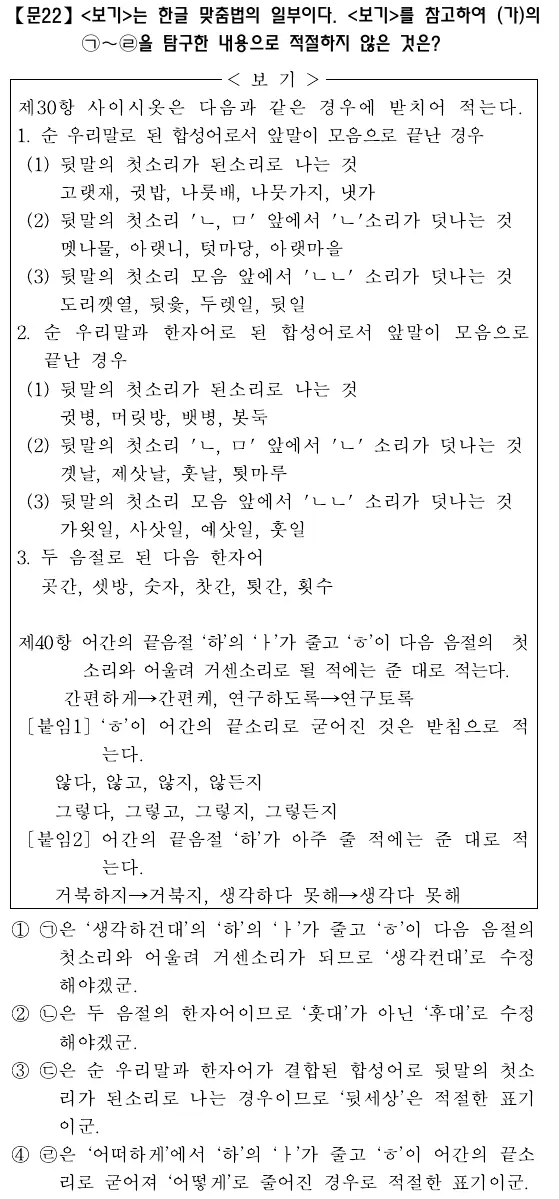 【문22】 <보기>는 한글 맞춤법의 일부이다. <보기>를 참고하여 (가)의
㉠～㉣을 탐구한 내용으로 적절하지 않은 것은?
< 보 기 >
제30항 사이시옷은 다음과 같은 경우에 받치어 적는다.
1. 순 우리말로 된 합성어로서 앞말이 모음으로 끝난 경우
(1) 뒷말의 첫소리가 된소리로 나는 것
고랫재, 귓밥, 나룻배, 나뭇가지, 냇가
(2) 뒷말의 첫소리 'ㄴ, ㅁ' 앞에서 'ㄴ'소리가 덧나는 것
멧나물, 아랫니, 텃마당, 아랫마을
(3) 뒷말의 첫소리 모음 앞에서 'ㄴㄴ' 소리가 덧나는 것
도리깻열, 뒷윷, 두렛일, 뒷일
2. 순 우리말과 한자어로 된 합성어로서 앞말이 모음으로
끝난 경우
(1) 뒷말의 첫소리가 된소리로 나는 것
귓병, 머릿방, 뱃병, 봇둑
(2) 뒷말의 첫소리 'ㄴ, ㅁ' 앞에서 'ㄴ' 소리가 덧나는 것
곗날, 제삿날, 훗날, 툇마루
(3) 뒷말의 첫소리 모음 앞에서 'ㄴㄴ' 소리가 덧나는 것
가욋일, 사삿일, 예삿일, 훗일
3. 두 음절로 된 다음 한자어
곳간, 셋방, 숫자, 찻간, 툇간, 횟수
제40항 어간의 끝음절 '하'의 'ㅏ'가 줄고 'ㅎ'이 다음 음절의 첫
소리와 어울려 거센소리로 될 적에는 준 대로 적는다.
간편하게→간편케, 연구하도록→연구토록
[붙임1] 'ㅎ'이 어간의 끝소리로 굳어진 것은 받침으로 적
는다.
않다, 않고, 않지, 않든지
그렇다, 그렇고, 그렇지, 그렇든지
[붙임2] 어간의 끝음절 '하'가 아주 줄 적에는 준 대로 적
는다.
거북하지→거북지, 생각하다 못해→생각다 못해
① ㉠은 '생각하건대'의 '하'의 'ㅏ'가 줄고 'ㅎ'이 다음 음절의
첫소리와 어울려 거센소리가 되므로 '생각컨대'로 수정
해야겠군.
② ㉡은 두 음절의 한자어이므로 '훗대'가 아닌 '후대'로 수정
해야겠군.
③ ㉢은 순 우리말과 한자어가 결합된 합성어로 뒷말의 첫소
리가 된소리로 나는 경우이므로 '뒷세상'은 적절한 표기
이군.
④ ㉣은 '어떠하게'에서 '하'의 'ㅏ'가 줄고 'ㅎ'이 어간의 끝소
리로 굳어져 '어떻게'로 줄어진 경우로 적절한 표기이군.